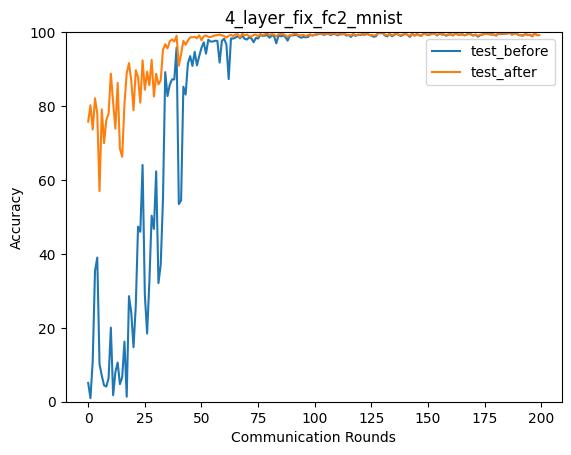 4_layer_fix_fc2_mnist
100
80
60
40
20
0
Accuracy
test_before
test_after
0 25 50 75 100 125 150 175 200
Communication Rounds